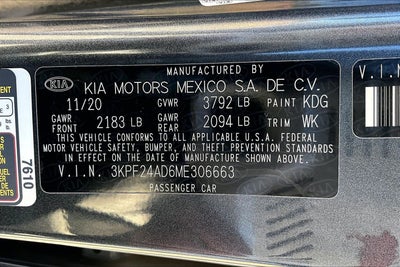 MANUFACTURED BY
KIA KIA MOTORS MEXICO S.A. DE C.V.
11/20 GVWR 3792 LB PAINT KDG
GAWR FRONT 2183 LB GAWR REAR 2094 LB TRIM WK
THIS VEHICLE CONFORMS TO ALL APPLICABLE U.S.A. FEDERAL
MOTOR VEHICLE SAFETY, BUMPER, AND THEFT PREVENTION STANDARDS
IN EFFECT ON THE DATE OF MANUFACTURE SHOWN ABOVE.
V.I.N. 3KPF24AD6ME306663
PASSENGER CAR
7610
V.I.N.